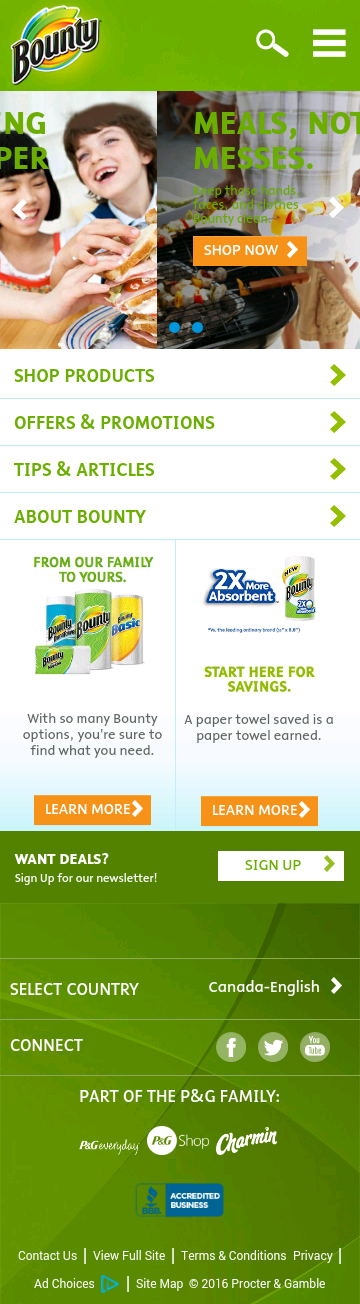 Bounty
NG
PER
MEALS, NOT
MESSES.
Keep those hands,
faces, and clothes
Bounty clean.
SHOP NOW
SHOP PRODUCTS
OFFERS & PROMOTIONS
TIPS & ARTICLES
ABOUT BOUNTY
FROM OUR FAMILY
TO YOURS.
Bounty
Bounty
Bounty
Basic
Bounty
With so many Bounty
options, you're sure to
find what you need.
LEARN MORE
2X More
Absorbent*
NEW
Bounty
2X
*Vs. the leading ordinary brand
START HERE FOR
SAVINGS.
A paper towel saved is a
paper towel earned.
LEARN MORE
WANT DEALS?
Sign Up for our newsletter!
SIGN UP
SELECT COUNTRY
Canada-English
CONNECT
f
You
Tube
PART OF THE P&G FAMILY:
P&G everyday
P&G Shop
Charmin
BBB
ACCREDITED
BUSINESS
Contact Us | View Full Site | Terms & Conditions Privacy |
Ad Choices | Site Map © 2016 Procter & Gamble